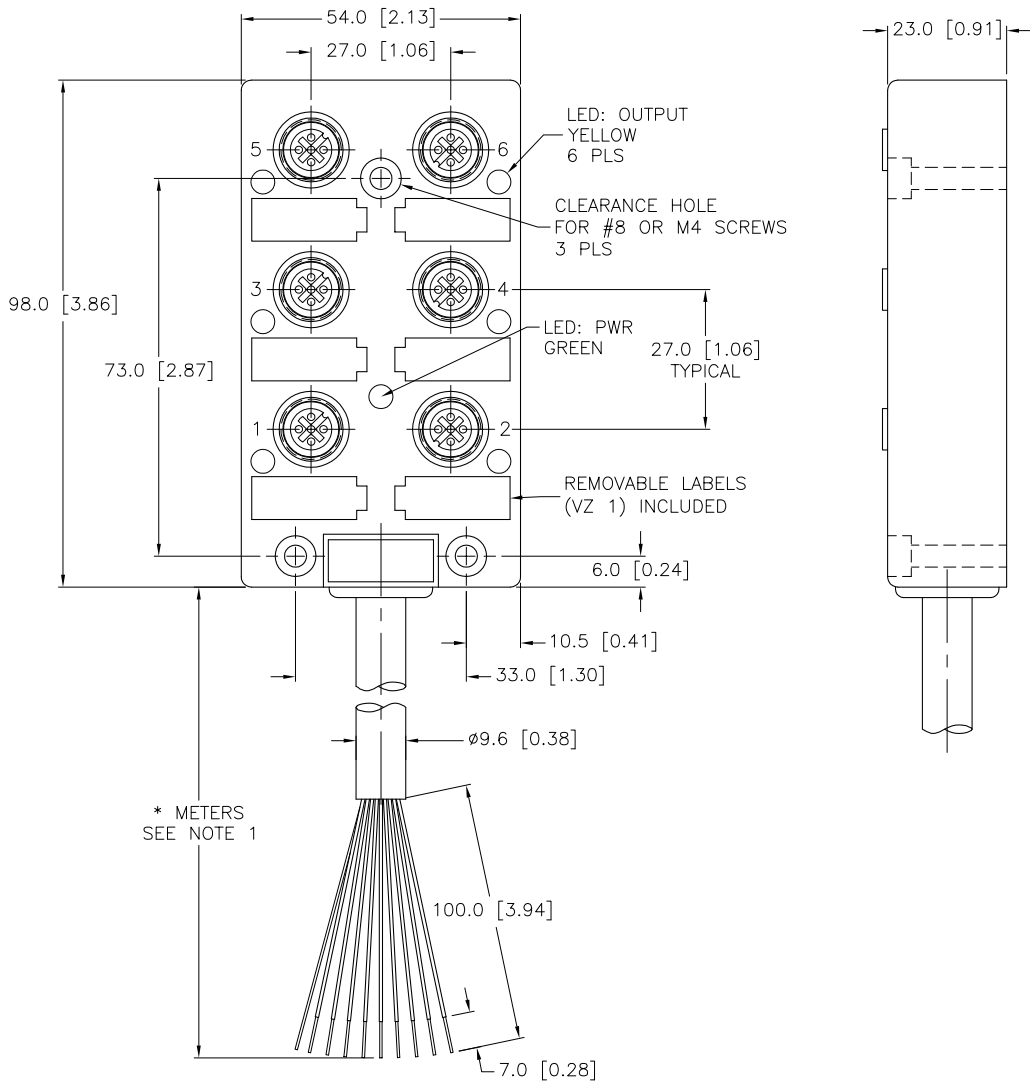 54.0 [2.13]
23.0 [0.91]
27.0 [1.06]
LED: OUTPUT
YELLOW
6 PLS
5
6
CLEARANCE HOLE
FOR #8 OR M4 SCREWS
3 PLS
3
4
98.0 [3.86]
LED: PWR
GREEN
27.0 [1.06]
TYPICAL
73.0 [2.87]
1
2
REMOVABLE LABELS
(VZ 1) INCLUDED
6.0 [0.24]
10.5 [0.41]
33.0 [1.30]
ø9.6 [0.38]
* METERS
SEE NOTE 1
100.0 [3.94]
7.0 [0.28]